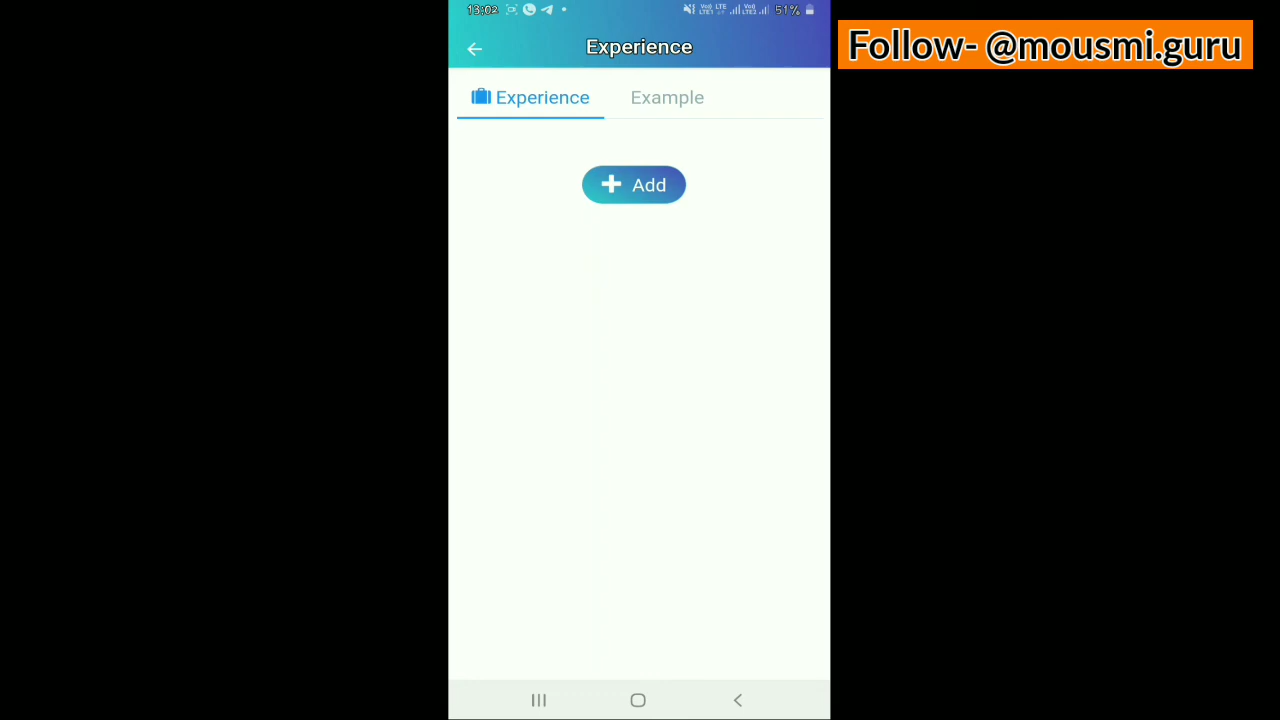 13:02 51%
Follow- @mousmi.guru
Experience
Experience Example
Add